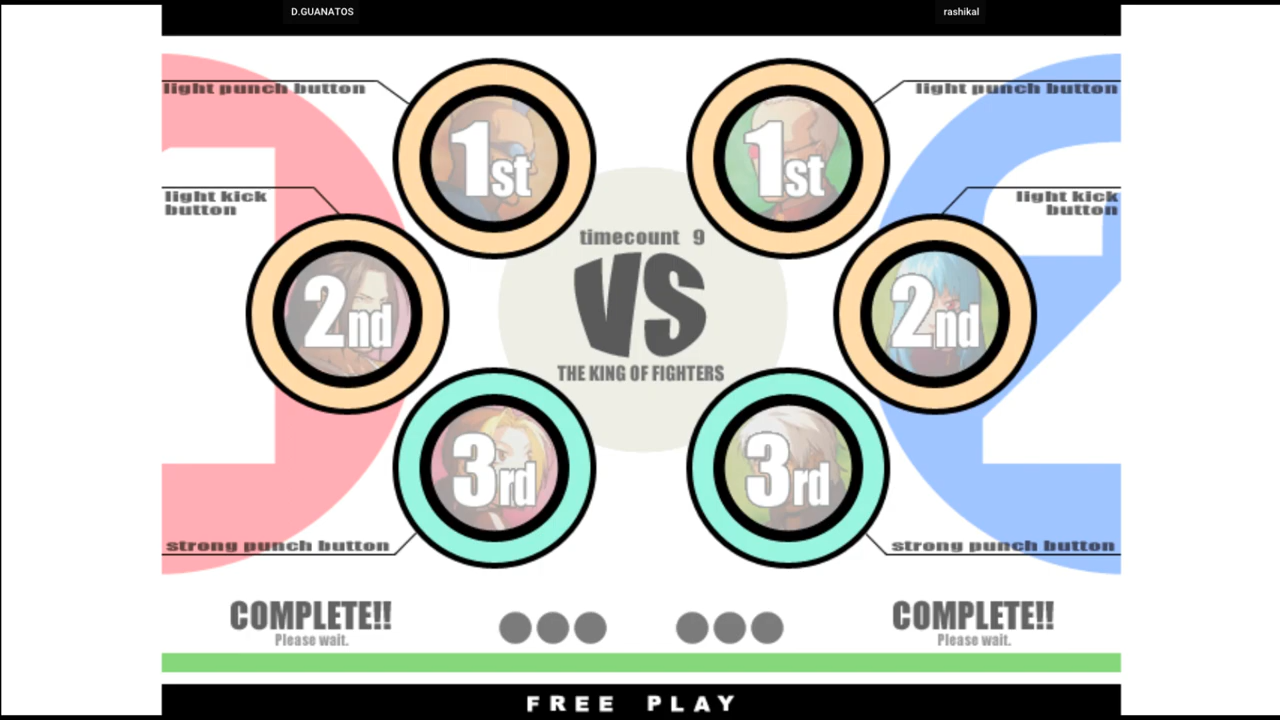 D.GUANATOS
rashikal
light punch button
light punch button
1st
1st
light kick
button
light kick
button
timecount 9
VS
THE KING OF FIGHTERS
2nd
2nd
3rd
3rd
strong punch button
strong punch button
COMPLETE!!
Please wait.
COMPLETE!!
Please wait.
FREE PLAY
1
2